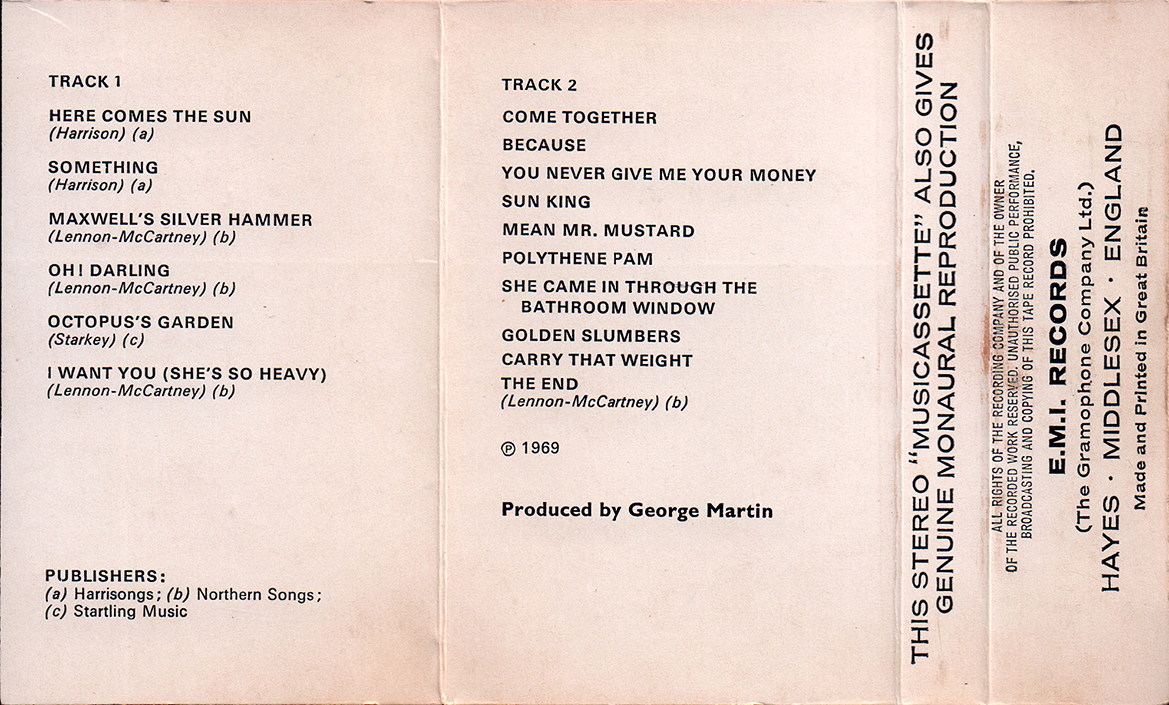 TRACK 1
HERE COMES THE SUN
(Harrison) (a)
SOMETHING
(Harrison) (a)
MAXWELL'S SILVER HAMMER
(Lennon-McCartney) (b)
OH! DARLING
(Lennon-McCartney) (b)
OCTOPUS'S GARDEN
(Starkey) (c)
I WANT YOU (SHE'S SO HEAVY)
(Lennon-McCartney) (b)
PUBLISHERS:
(a) Harrisongs; (b) Northern Songs;
(c) Startling Music
TRACK 2
COME TOGETHER
BECAUSE
YOU NEVER GIVE ME YOUR MONEY
SUN KING
MEAN MR. MUSTARD
POLYTHENE PAM
SHE CAME IN THROUGH THE
BATHROOM WINDOW
GOLDEN SLUMBERS
CARRY THAT WEIGHT
THE END
(Lennon-McCartney) (b)
℗ 1969
Produced by George Martin
THIS STEREO “MUSICASSETTE” ALSO GIVES
GENUINE MONAURAL REPRODUCTION
ALL RIGHTS OF THE RECORDING COMPANY AND OF THE OWNER
OF THE RECORDED WORK RESERVED. UNAUTHORISED PUBLIC PERFORMANCE,
BROADCASTING AND COPYING OF THIS TAPE RECORD PROHIBITED.
E.M.I. RECORDS
(The Gramophone Company Ltd.)
HAYES · MIDDLESEX · ENGLAND
Made and Printed in Great Britain